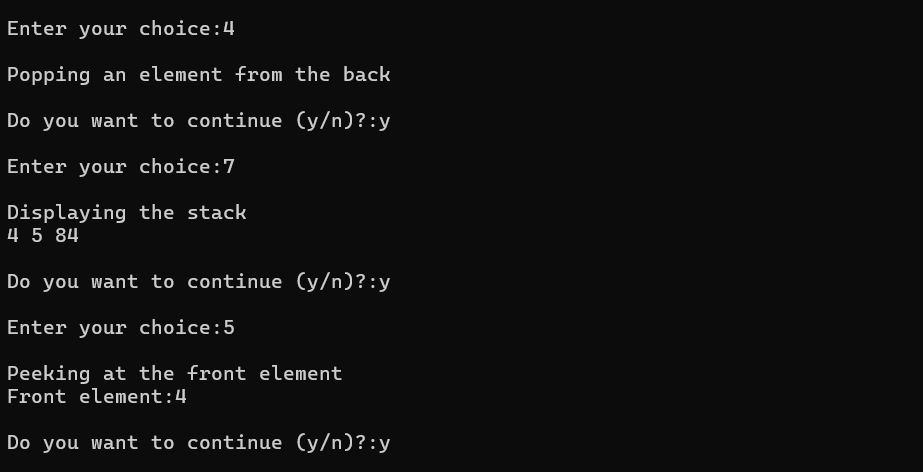 Enter your choice:4
Popping an element from the back
Do you want to continue (y/n)?:y
Enter your choice:7
Displaying the stack
4 5 84
Do you want to continue (y/n)?:y
Enter your choice:5
Peeking at the front element
Front element:4
Do you want to continue (y/n)?:y